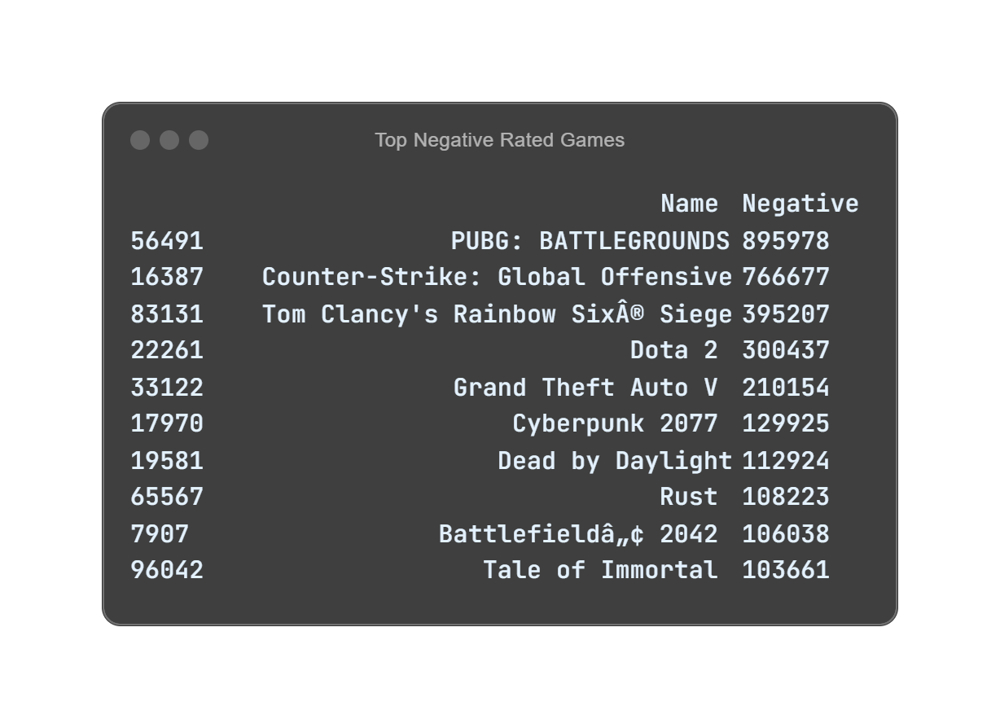 Top Negative Rated Games
Name Negative
56491 PUBG: BATTLEGROUNDS 895978
16387 Counter-Strike: Global Offensive 766677
83131 Tom Clancy's Rainbow SixÂ® Siege 395207
22261 Dota 2 300437
33122 Grand Theft Auto V 210154
17970 Cyberpunk 2077 129925
19581 Dead by Daylight 112924
65567 Rust 108223
7907 Battlefieldâ„¢ 2042 106038
96042 Tale of Immortal 103661